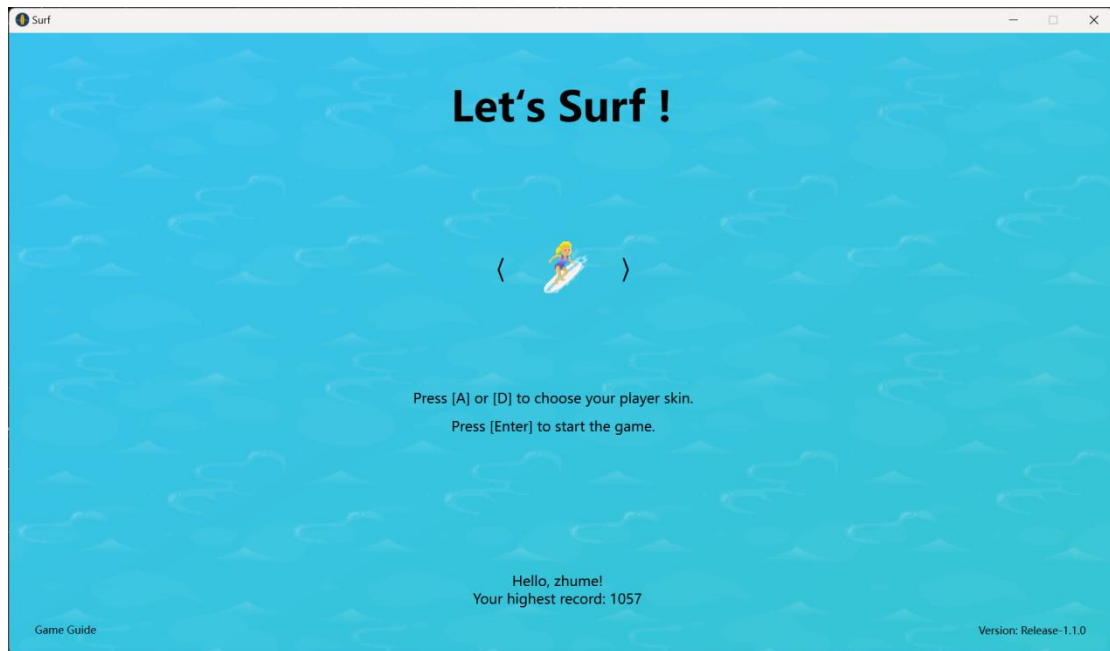 Surf
Let‘s Surf !
⟨ ⟩
Press [A] or [D] to choose your player skin.
Press [Enter] to start the game.
Hello, zhume!
Your highest record: 1057
Game Guide
Version: Release-1.1.0